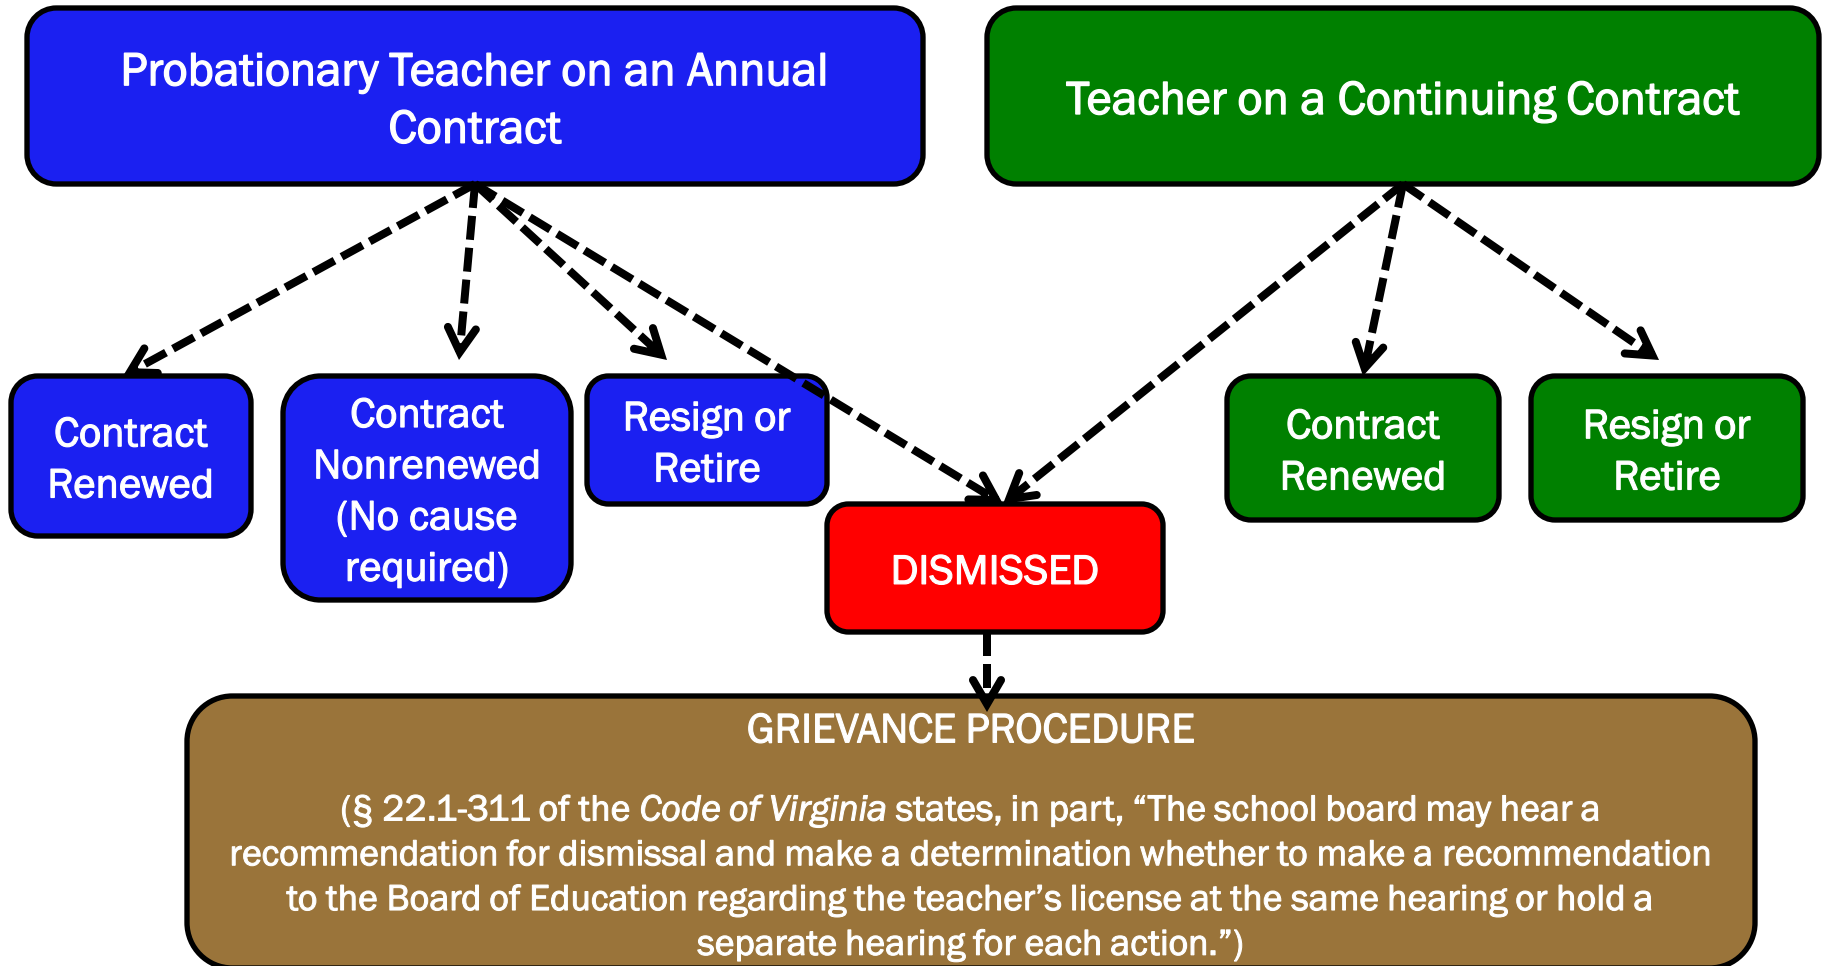 Probationary Teacher on an Annual
Contract
Teacher on a Continuing Contract
Contract
Renewed
Contract
Nonrenewed
(No cause
required)
Resign or
Retire
DISMISSED
Contract
Renewed
Resign or
Retire
GRIEVANCE PROCEDURE
(§ 22.1-311 of the Code of Virginia states, in part, “The school board may hear a
recommendation for dismissal and make a determination whether to make a recommendation
to the Board of Education regarding the teacher’s license at the same hearing or hold a
separate hearing for each action.”)